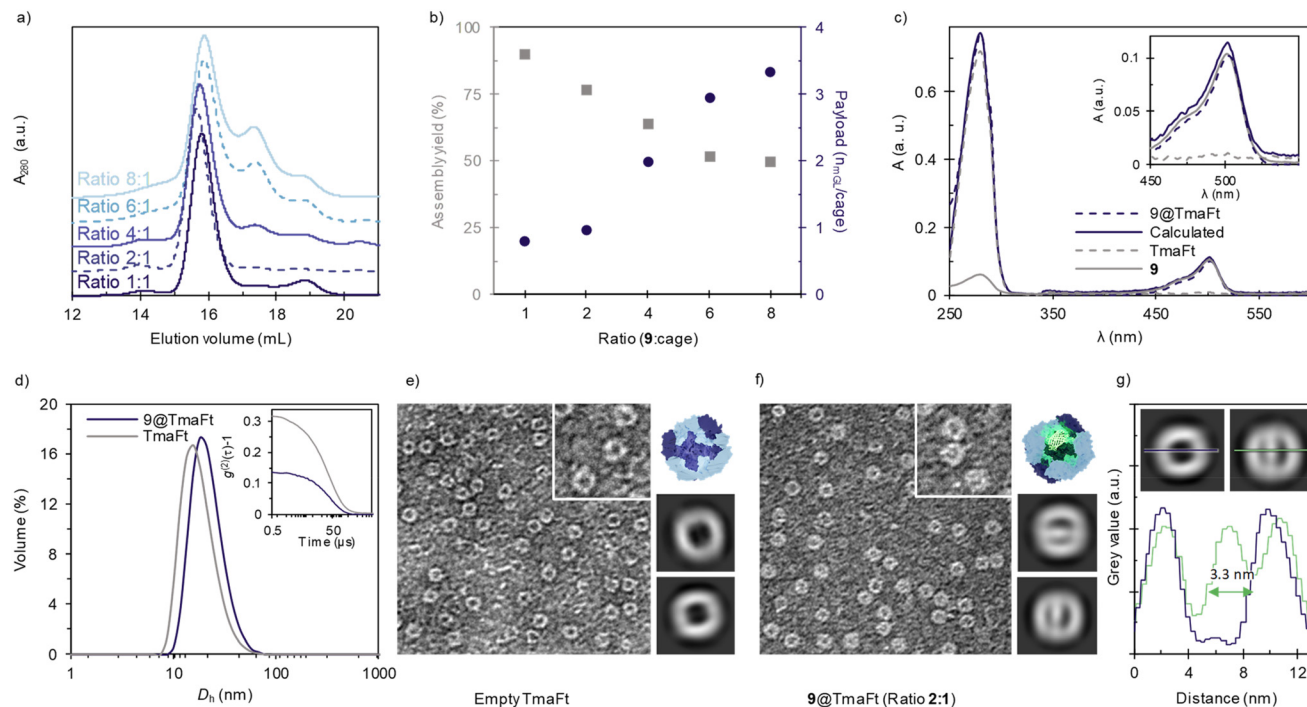 a)
A280 (a.u.)
Ratio 8:1
Ratio 6:1
Ratio 4:1
Ratio 2:1
Ratio 1:1
12 14 16 18 20
Elution volume (mL)
b)
100
75
50
25
0
Assembly yield (%)
4
3
2
1
0
Payload (nmGL/cage)
1 2 4 6 8
Ratio (9:cage)
c)
A (a. u.)
0.6
0.4
0.2
0
250 350 450 550
λ (nm)
A (a.u.)
0.1
0.05
0
450 500
λ (nm)
9@TmaFt
Calculated
TmaFt
9
d)
Volume (%)
20
16
12
8
4
0
1 10 100 1000
Dh (nm)
9@TmaFt
TmaFt
g(2)(τ)-1
0.3
0.2
0.1
0
0.5 50
Time (μs)
e)
Empty TmaFt
f)
9@TmaFt (Ratio 2:1)
g)
Grey value (a.u.)
3.3 nm
0 4 8 12
Distance (nm)